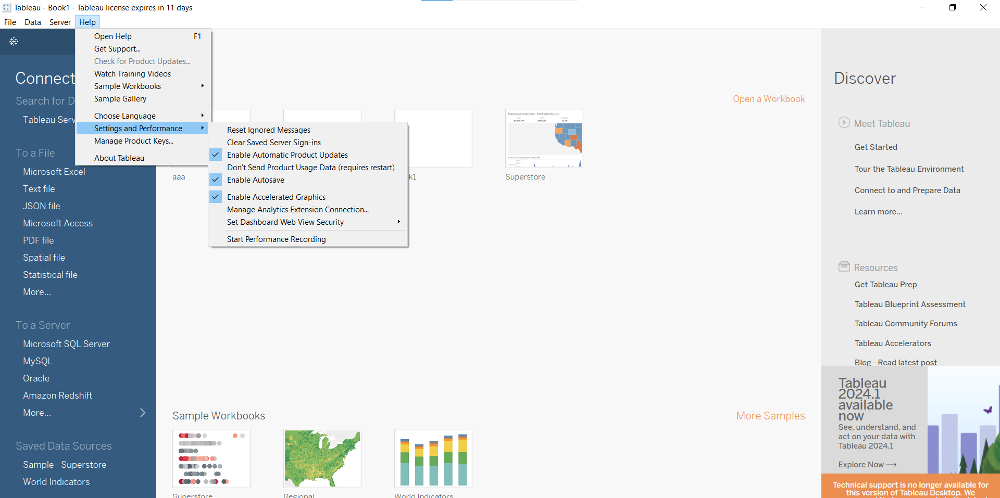 Tableau - Book1 - Tableau license expires in 11 days
File Data Server Help
Open Help F1
Get Support...
Check for Product Updates...
Watch Training Videos
Sample Workbooks
Sample Gallery
Choose Language
Settings and Performance
Manage Product Keys...
About Tableau
Reset Ignored Messages
Clear Saved Server Sign-ins
Enable Automatic Product Updates
Don't Send Product Usage Data (requires restart)
Enable Autosave
Enable Accelerated Graphics
Manage Analytics Extension Connection...
Set Dashboard Web View Security
Start Performance Recording
Connect
Search for D
Tableau Serv
To a File
Microsoft Excel
Text file
JSON file
Microsoft Access
PDF file
Spatial file
Statistical file
More...
To a Server
Microsoft SQL Server
MySQL
Oracle
Amazon Redshift
More...
Saved Data Sources
Sample - Superstore
World Indicators
Open a Workbook
Executive Overview - Profitability (All)
aaa
k1
Superstore
Sample Workbooks
More Samples
Superstore
Regional
World Indicators
Discover
Meet Tableau
Get Started
Tour the Tableau Environment
Connect to and Prepare Data
Learn more...
Resources
Get Tableau Prep
Tableau Blueprint Assessment
Tableau Community Forums
Tableau Accelerators
Blog - Read latest post
Tableau
2024.1
available
now
See, understand, and
act on your data with
Tableau 2024.1
Explore Now →
Technical support is no longer available for
this version of Tableau Desktop. We